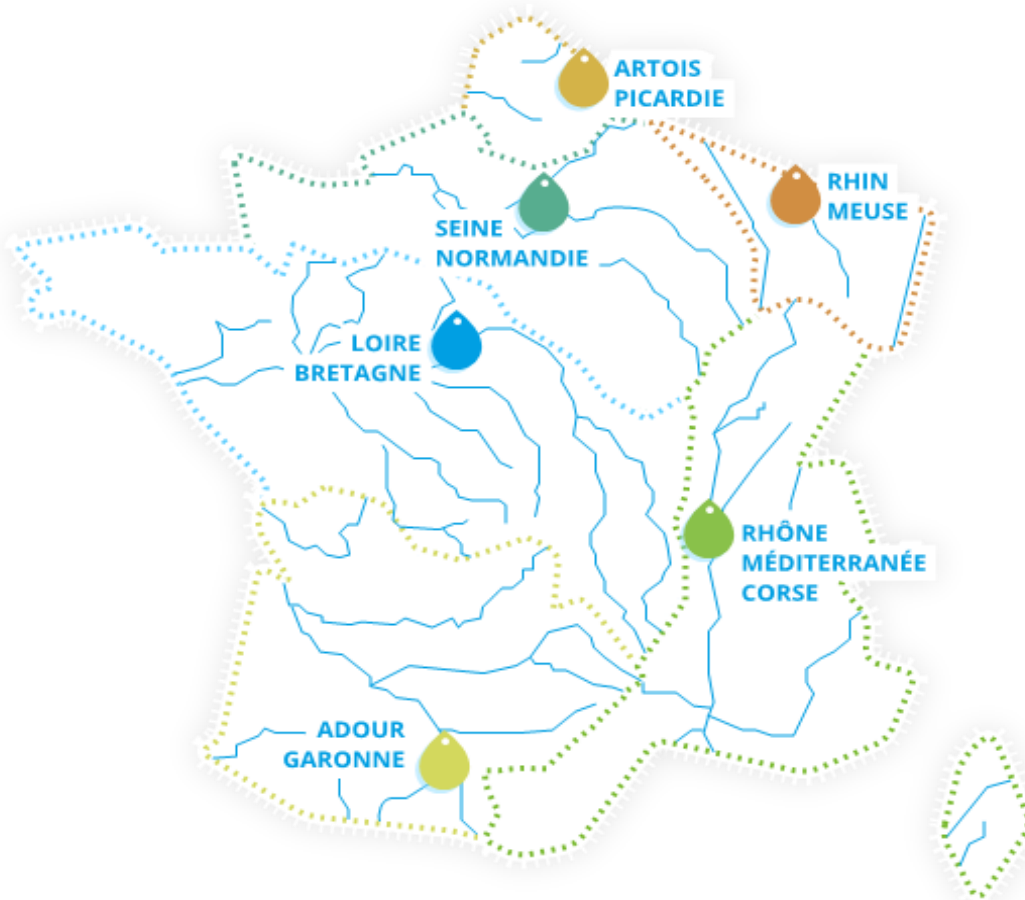 ARTOIS
PICARDIE
RHIN
MEUSE
SEINE
NORMANDIE
LOIRE
BRETAGNE
RHÔNE
MÉDITERRANÉE
CORSE
ADOUR
GARONNE